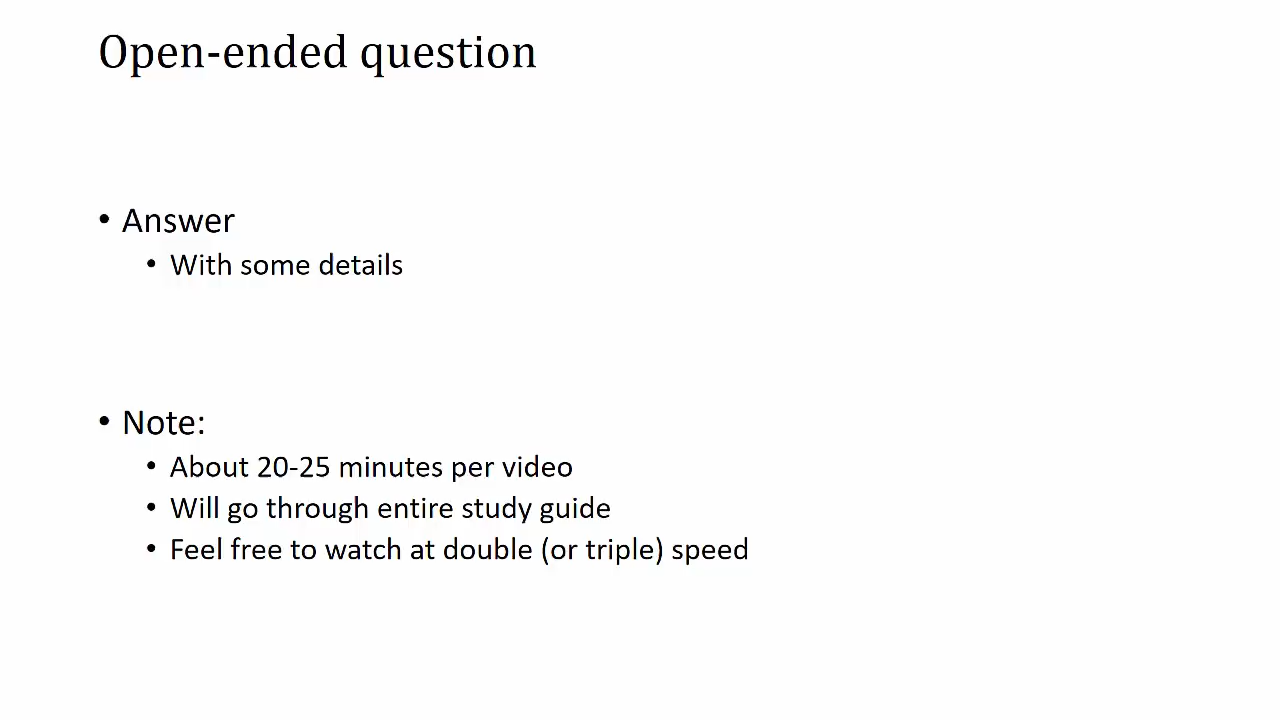 Open-ended question
• Answer
• With some details
• Note:
• About 20-25 minutes per video
• Will go through entire study guide
• Feel free to watch at double (or triple) speed